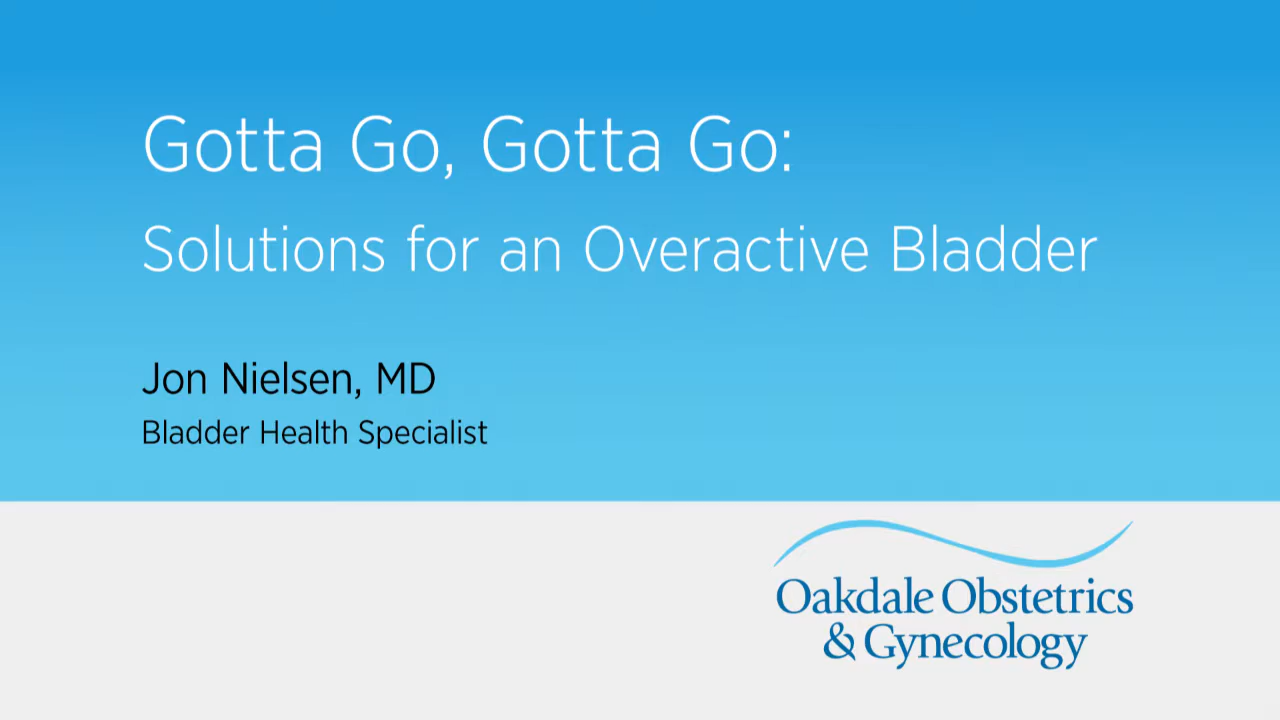 Gotta Go, Gotta Go:
Solutions for an Overactive Bladder
Jon Nielsen, MD
Bladder Health Specialist
Oakdale Obstetrics
& Gynecology